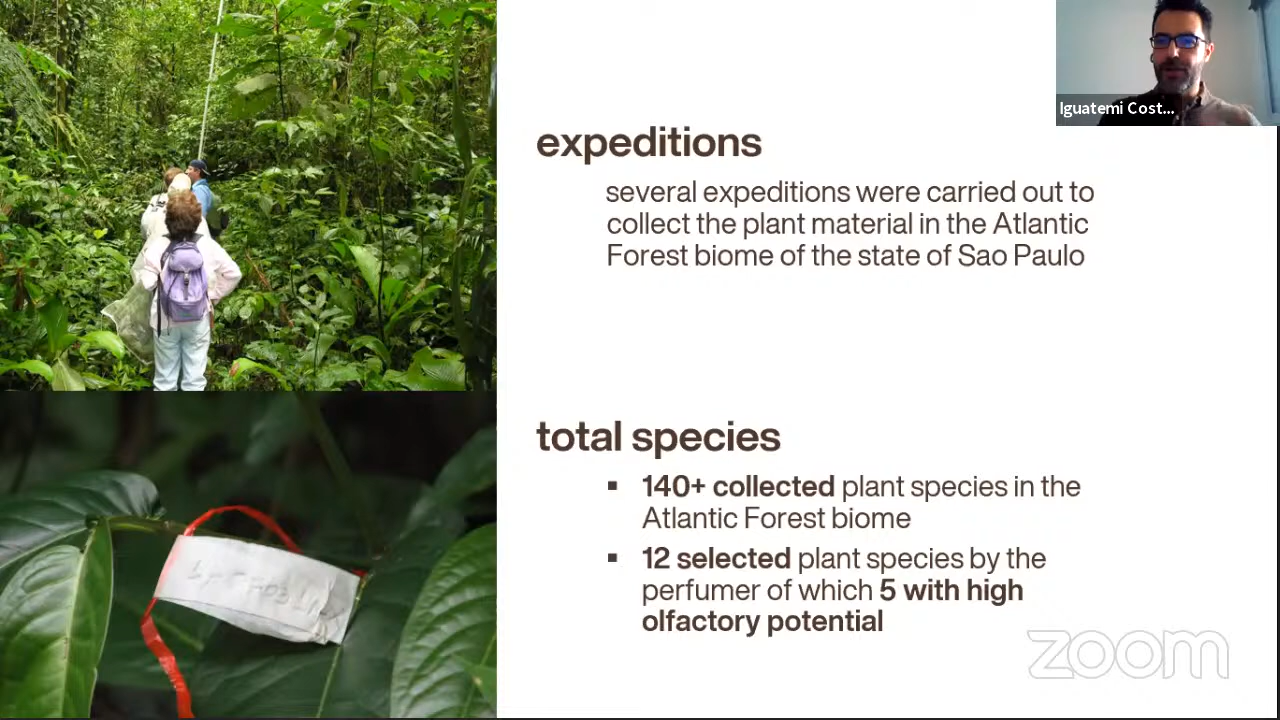 Iguatemi Cost...
expeditions
several expeditions were carried out to
collect the plant material in the Atlantic
Forest biome of the state of Sao Paulo
total species
▪ 140+ collected plant species in the
Atlantic Forest biome
▪ 12 selected plant species by the
perfumer of which 5 with high
olfactory potential
zoom